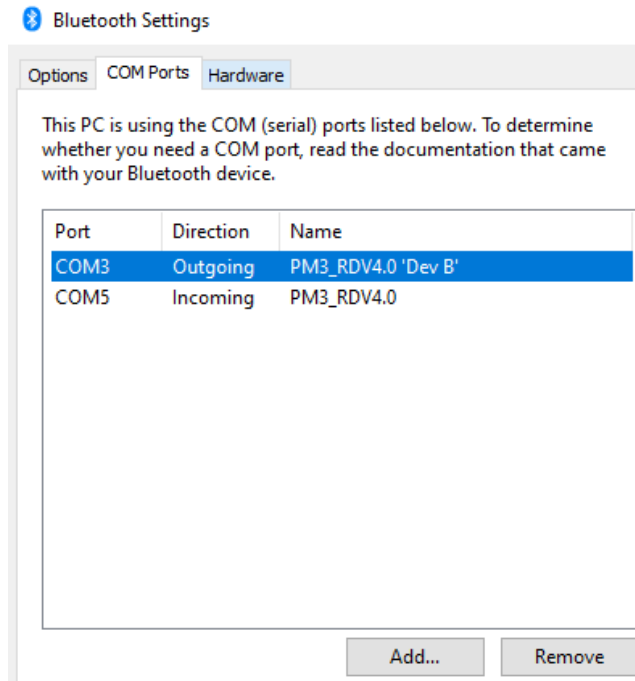 Bluetooth Settings
Options COM Ports Hardware
This PC is using the COM (serial) ports listed below. To determine
whether you need a COM port, read the documentation that came
with your Bluetooth device.
Port Direction Name
COM3 Outgoing PM3_RDV4.0 'Dev B'
COM5 Incoming PM3_RDV4.0
Add... Remove